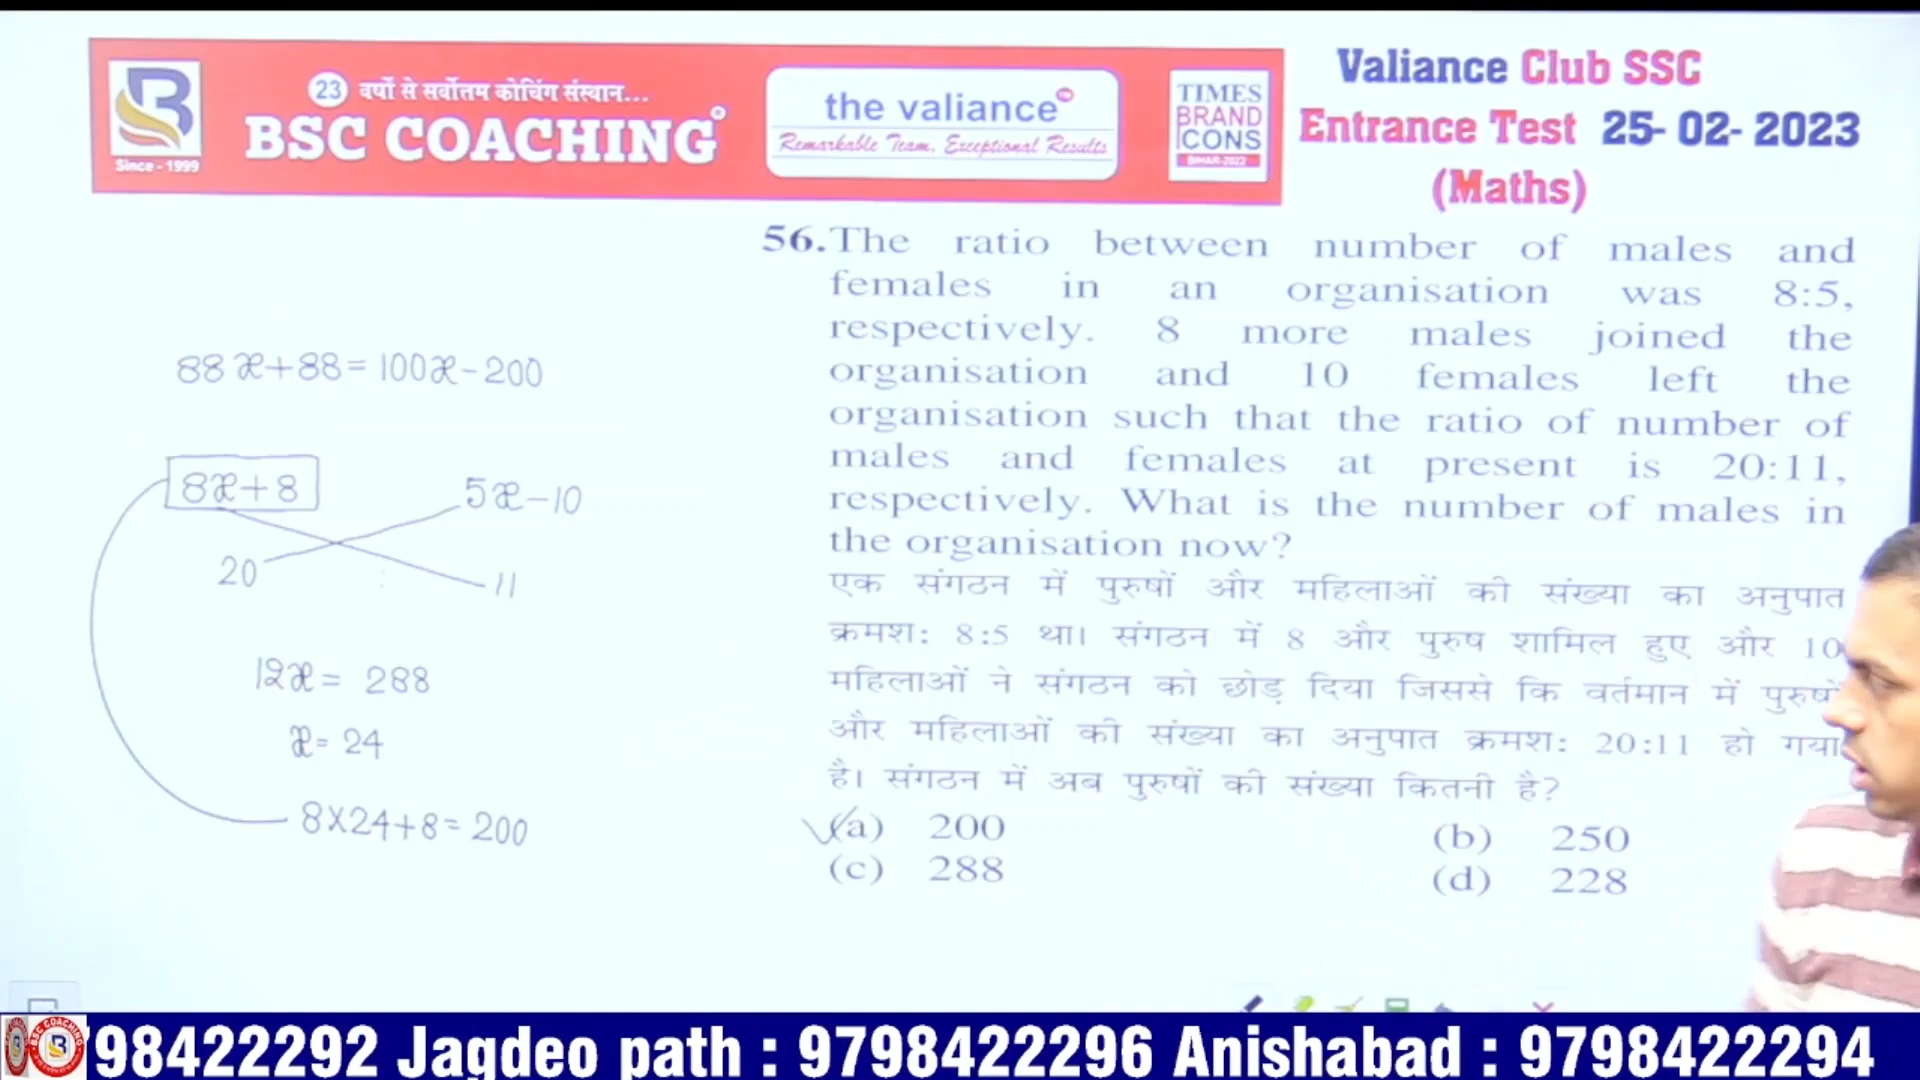 23 वर्षो से सर्वोत्तम कोचिंग संस्थान...
BSC COACHING
Since - 1999
the valiance
Remarkable Team, Exceptional Results
TIMES
BRAND
ICONS
BIHAR-2022
Valiance Club SSC
Entrance Test 25- 02- 2023
(Maths)
88x+88=100x-200
8x+8 5x-10
20 11
12x= 288
x= 24
8X24+8= 200
56.The ratio between number of males and
females in an organisation was 8:5,
respectively. 8 more males joined the
organisation and 10 females left the
organisation such that the ratio of number of
males and females at present is 20:11,
respectively. What is the number of males in
the organisation now?
एक संगठन में पुरुषों और महिलाओं की संख्या का अनुपात
क्रमश: 8:5 था। संगठन में 8 और पुरुष शामिल हुए और 10
महिलाओं ने संगठन को छोड़ दिया जिससे कि वर्तमान में पुरुषों
और महिलाओं की संख्या का अनुपात क्रमश: 20:11 हो गया
है। संगठन में अब पुरुषों की संख्या कितनी है?
(a) 200 (b) 250
(c) 288 (d) 228
BSC COACHING
98422292 Jagdeo path : 9798422296 Anishabad : 9798422294